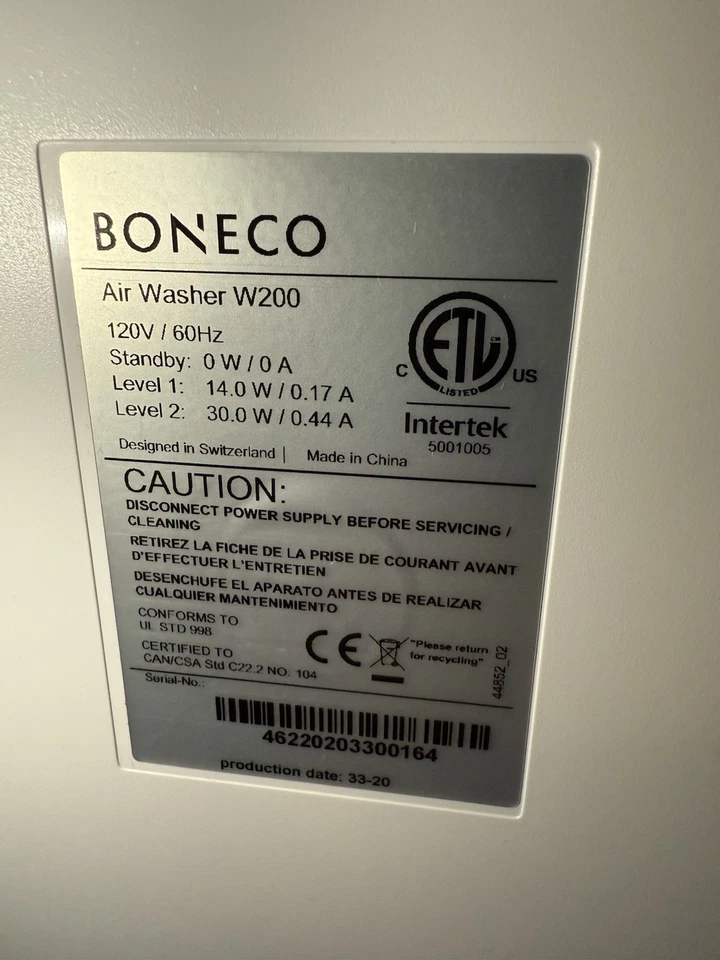 BONECO
Air Washer W200
120V / 60Hz
Standby: 0 W / 0 A
Level 1: 14.0 W / 0.17 A
Level 2: 30.0 W / 0.44 A
Designed in Switzerland | Made in China
C ETL CM US
LISTED
Intertek
5001005
CAUTION:
DISCONNECT POWER SUPPLY BEFORE SERVICING /
CLEANING
RETIREZ LA FICHE DE LA PRISE DE COURANT AVANT
D'EFFECTUER L'ENTRETIEN
DESENCHUFE EL APARATO ANTES DE REALIZAR
CUALQUIER MANTENIMIENTO
CONFORMS TO
UL STD 998
CERTIFIED TO
CAN/CSA Std C22.2 NO. 104
CE
"Please return
for recycling"
44852_02
Serial-No.:
46220203300164
production date: 33-20